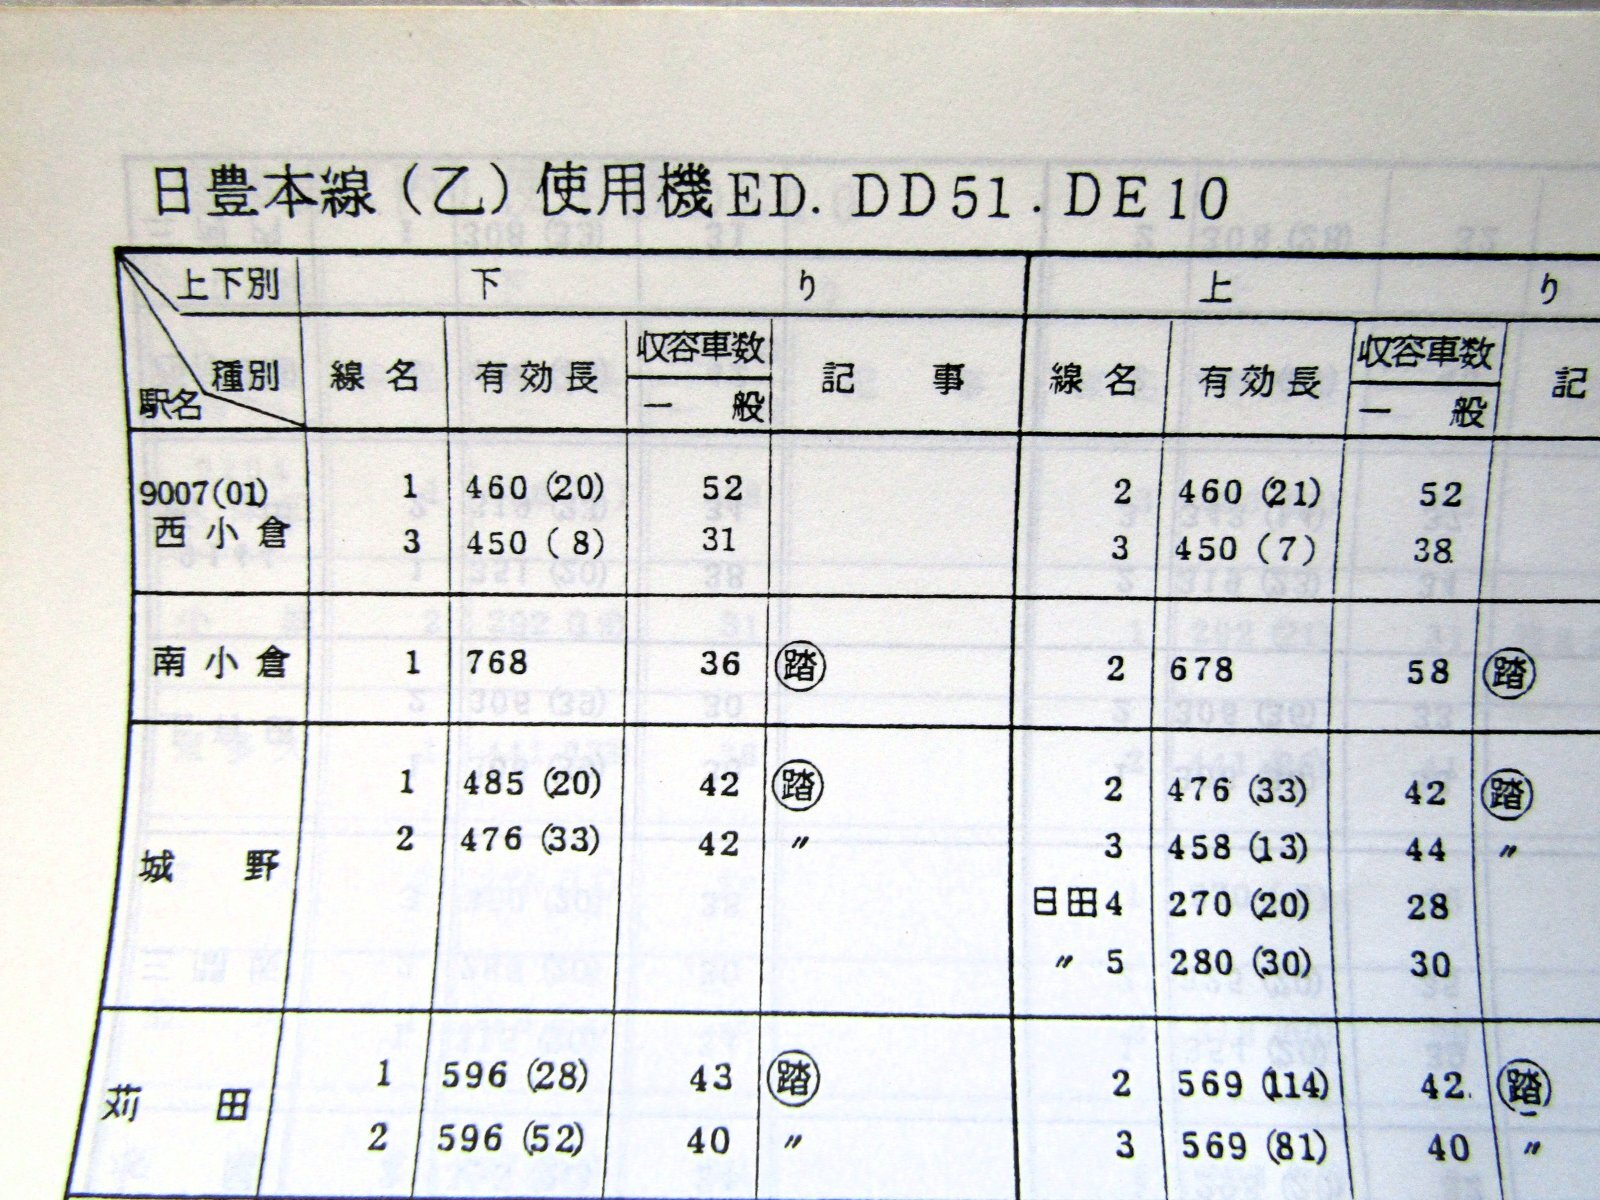 日豊本線（乙）使用機ED．DD51．DE10
上下別 下り 上り
種別 駅名 線名 有効長 収容車数 一般 記事 線名 有効長 収容車数 一般 記
9007(01) 1 460(20) 52 2 460(21) 52
西小倉 3 450(8) 31 3 450(7) 38
南小倉 1 768 36 ㊟踏 2 678 58 踏
城野 1 485(20) 42 踏 2 476(33) 42 踏
2 476(33) 42 〃 3 458(13) 44 〃
日田4 270(20) 28
〃5 280(30) 30
苅田 1 596(28) 43 踏 2 569(114) 42 踏
2 596(52) 40 〃 3 569(81) 40 〃